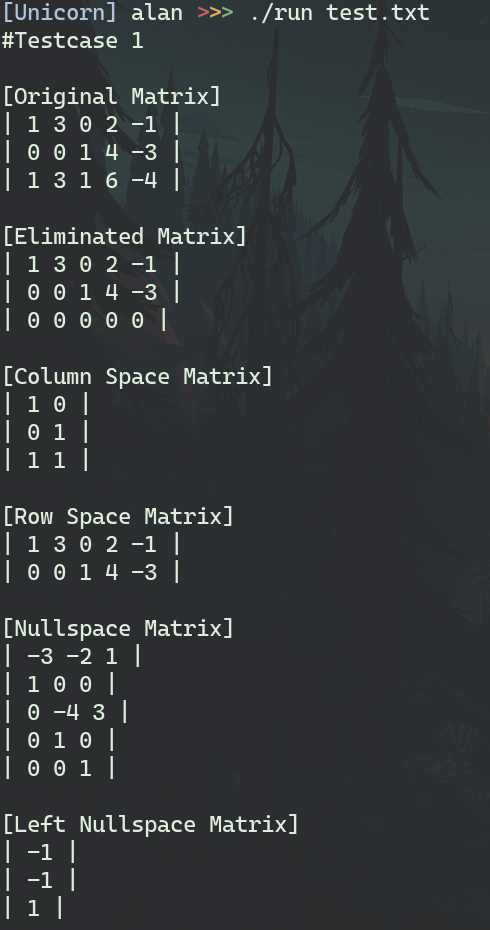 [Unicorn] alan >>> ./run test.txt
#Testcase 1
[Original Matrix]
| 1 3 0 2 -1 |
| 0 0 1 4 -3 |
| 1 3 1 6 -4 |
[Eliminated Matrix]
| 1 3 0 2 -1 |
| 0 0 1 4 -3 |
| 0 0 0 0 0 |
[Column Space Matrix]
| 1 0 |
| 0 1 |
| 1 1 |
[Row Space Matrix]
| 1 3 0 2 -1 |
| 0 0 1 4 -3 |
[Nullspace Matrix]
| -3 -2 1 |
| 1 0 0 |
| 0 -4 3 |
| 0 1 0 |
| 0 0 1 |
[Left Nullspace Matrix]
| -1 |
| -1 |
| 1 |